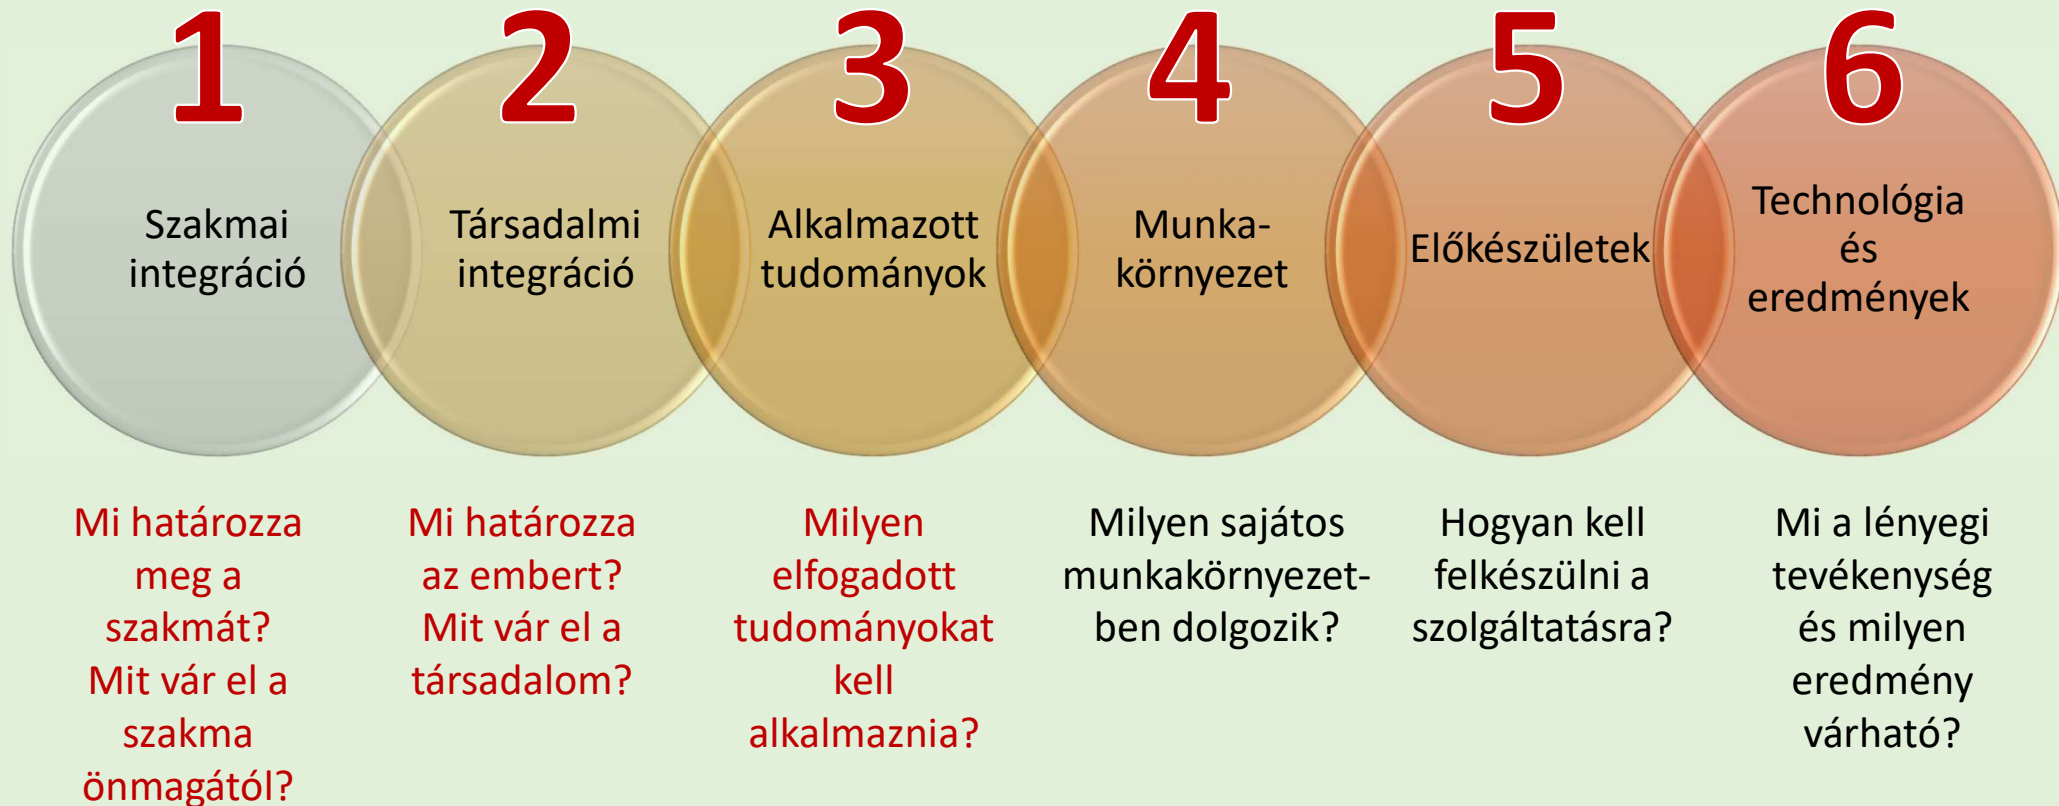 1
Szakmai
integráció
Mi határozza
meg a
szakmát?
Mit vár el a
szakma
önmagától?
2
Társadalmi
integráció
Mi határozza
az embert?
Mit vár el a
társadalom?
3
Alkalmazott
tudományok
Milyen
elfogadott
tudományokat
kell
alkalmaznia?
4
Munka-
környezet
Milyen sajátos
munkakörnyezet-
ben dolgozik?
5
Előkészületek
Hogyan kell
felkészülni a
szolgáltatásra?
6
Technológia
és
eredmények
Mi a lényegi
tevékenység
és milyen
eredmény
várható?